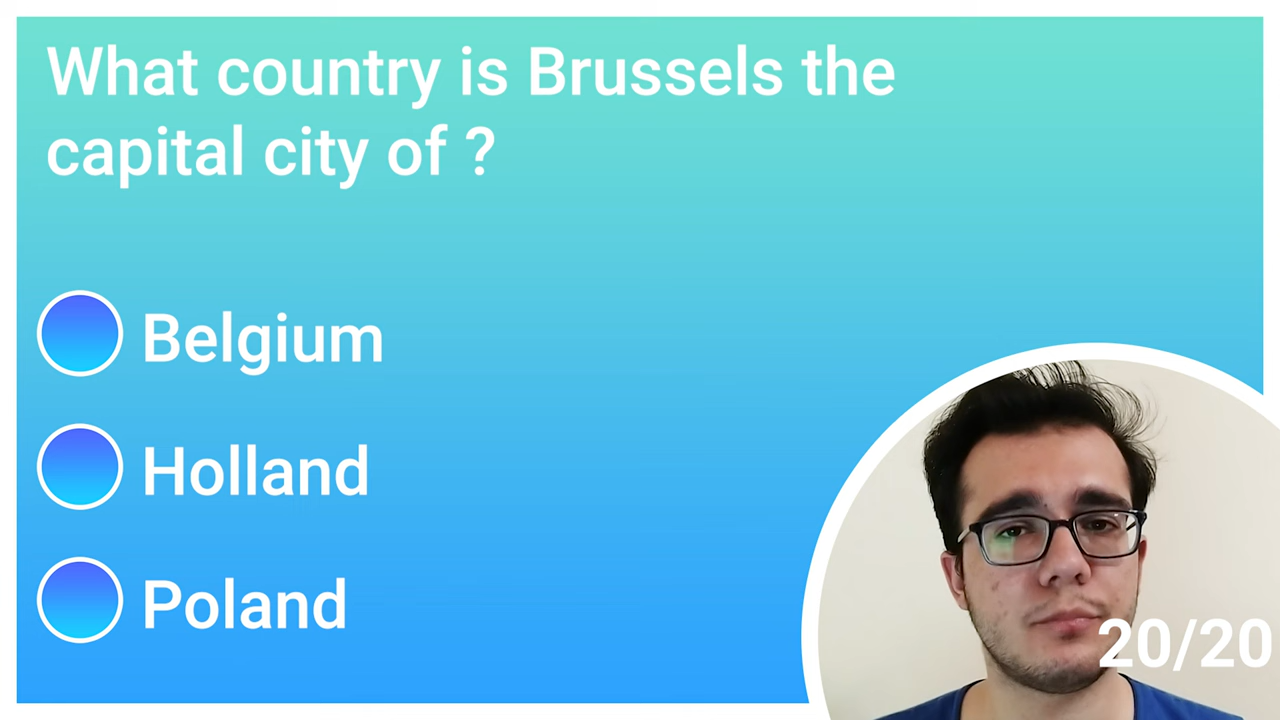 What country is Brussels the
capital city of ?
Belgium
Holland
Poland
20/20